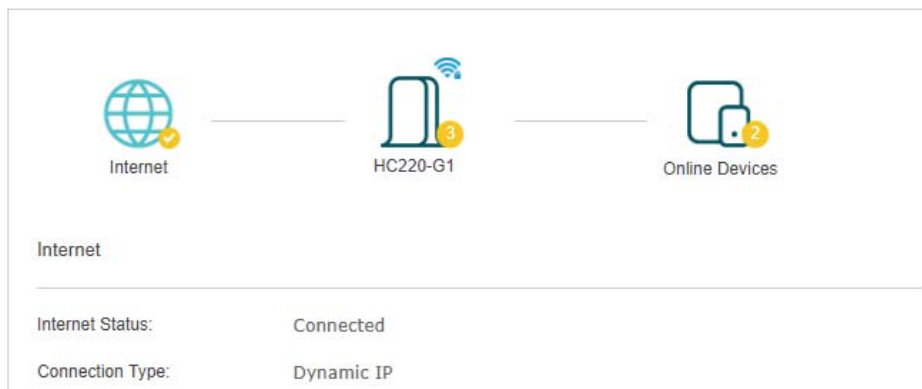 3
2
Internet
HC220-G1
Online Devices
Internet
Internet Status: Connected
Connection Type: Dynamic IP